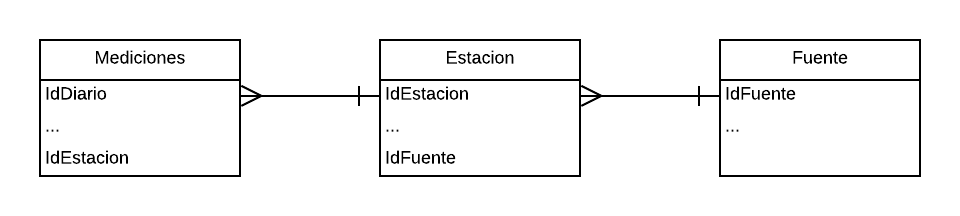 Mediciones
IdDiario
...
IdEstacion
Estacion
IdEstacion
...
IdFuente
Fuente
IdFuente
...